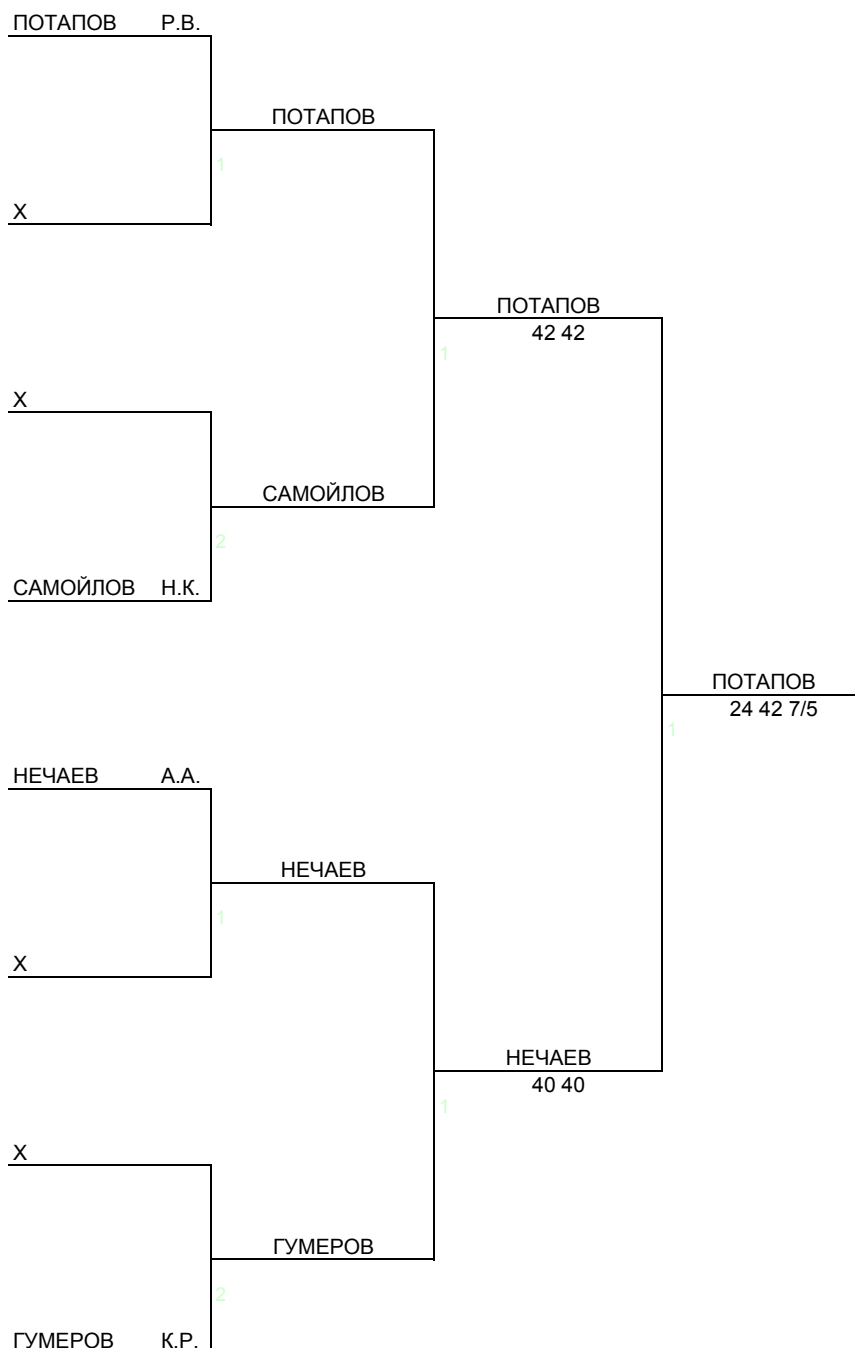 ПОТАПОВ Р.В.
ПОТАПОВ
1
Х
ПОТАПОВ
42 42
1
Х
САМОЙЛОВ
2
САМОЙЛОВ Н.К.
ПОТАПОВ
24 42 7/5
1
НЕЧАЕВ А.А.
НЕЧАЕВ
1
Х
НЕЧАЕВ
40 40
1
Х
ГУМЕРОВ
2
ГУМЕРОВ К.Р.